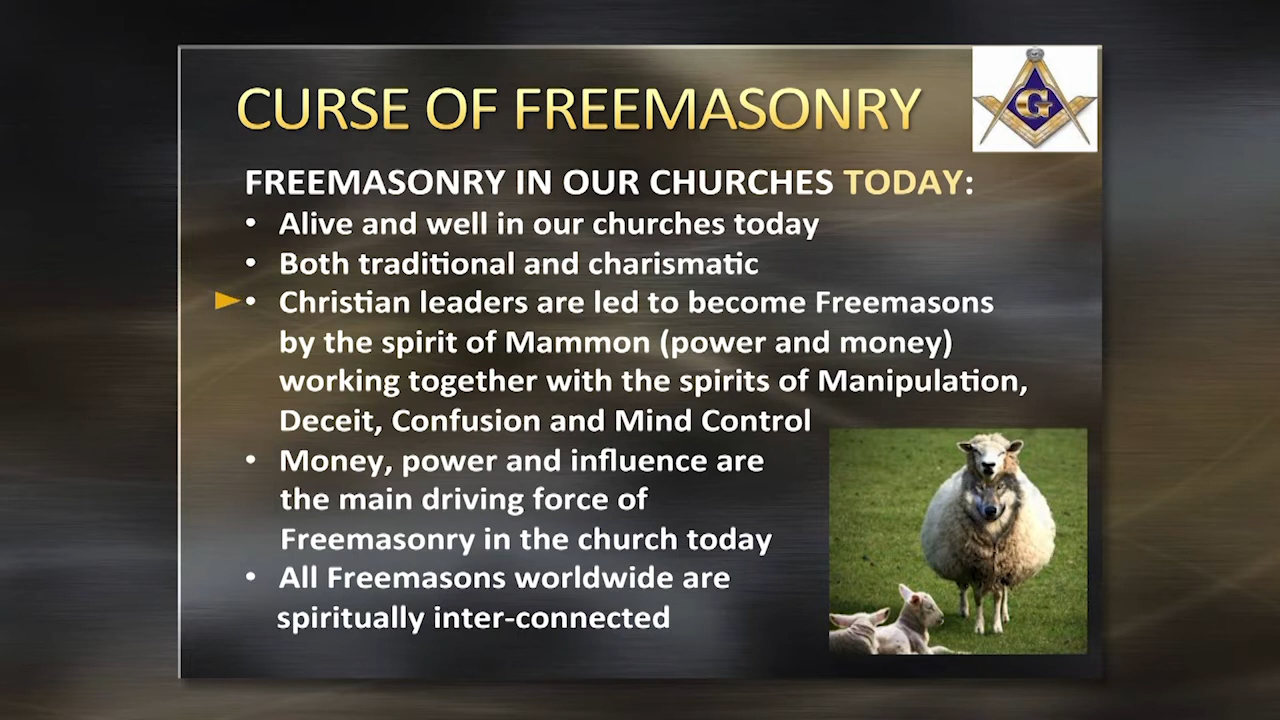 CURSE OF FREEMASONRY
G
FREEMASONRY IN OUR CHURCHES TODAY:
• Alive and well in our churches today
• Both traditional and charismatic
• Christian leaders are led to become Freemasons
by the spirit of Mammon (power and money)
working together with the spirits of Manipulation,
Deceit, Confusion and Mind Control
• Money, power and influence are
the main driving force of
Freemasonry in the church today
• All Freemasons worldwide are
spiritually inter-connected